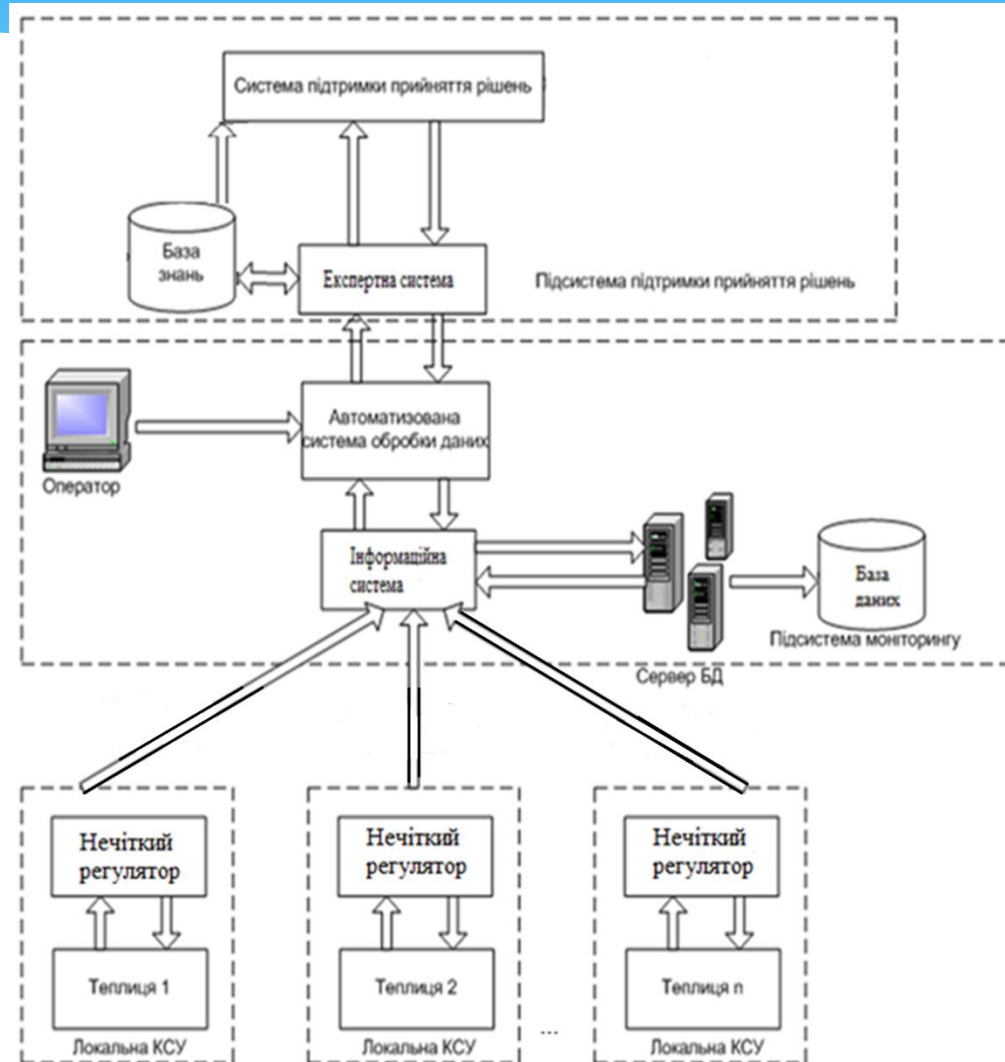 Система підтримки прийняття рішень
База
знань
Експертна система
Підсистема підтримки прийняття рішень
Автоматизована
система обробки даних
Оператор
Інформаційна
система
База
даних
Підсистема моніторингу
Сервер БД
Нечіткий
регулятор
Нечіткий
регулятор
Нечіткий
регулятор
Теплиця 1
Теплиця 2
Теплиця n
...
Локальна КСУ
Локальна КСУ
Локальна КСУ